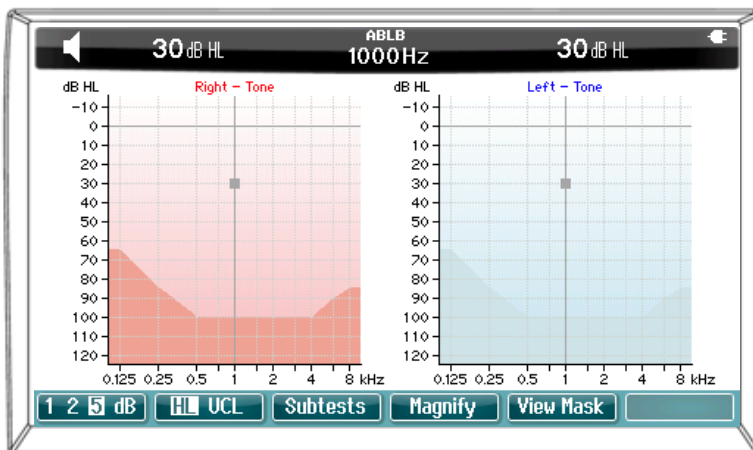 ABLB
30 dB HL 1000Hz 30 dB HL
dB HL Right - Tone dB HL Left - Tone
-10 -10
0 0
10 10
20 20
30 30
40 40
50 50
60 60
70 70
80 80
90 90
100 100
110 110
120 120
0.125 0.25 0.5 1 2 4 8 kHz 0.125 0.25 0.5 1 2 4 8 kHz
1 2 5 dB HL UCL Subtests Magnify View Mask